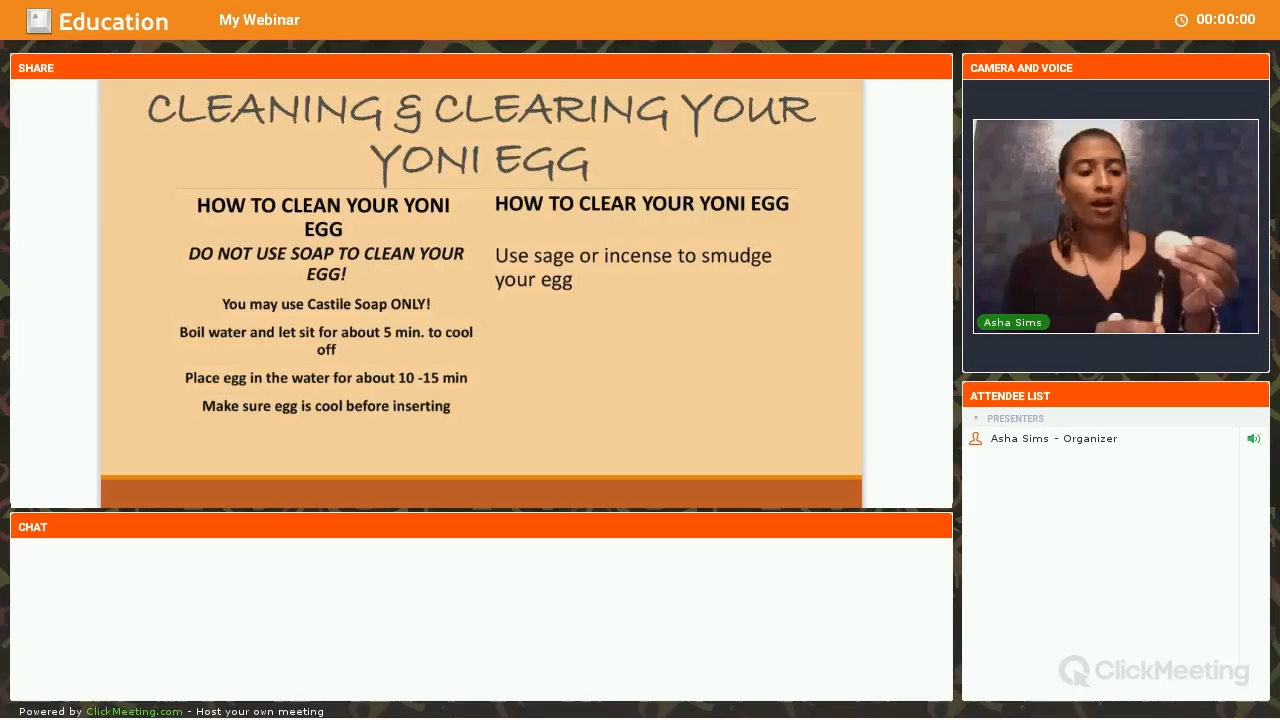 Education
My Webinar
00:00:00
SHARE
CLEANING & CLEARING YOUR
YONI EGG
HOW TO CLEAN YOUR YONI
EGG
DO NOT USE SOAP TO CLEAN YOUR
EGG!
You may use Castile Soap ONLY!
Boil water and let sit for about 5 min. to cool
off
Place egg in the water for about 10 -15 min
Make sure egg is cool before inserting
HOW TO CLEAR YOUR YONI EGG
Use sage or incense to smudge
your egg
CAMERA AND VOICE
Asha Sims
ATTENDEE LIST
PRESENTERS
Asha Sims - Organizer
CHAT
ClickMeeting
Powered by ClickMeeting.com - Host your own meeting